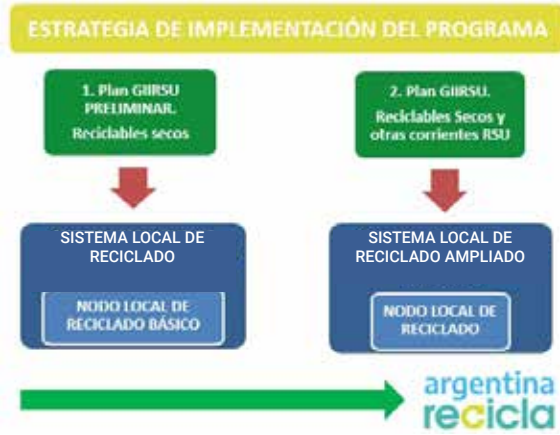 ESTRATEGIA DE IMPLEMENTACIÓN DEL PROGRAMA
1. Plan GIIRSU
PRELIMINAR.
Reciclables secos
2. Plan GIIRSU.
Reciclables Secos y
otras corrientes RSU
SISTEMA LOCAL DE
RECICLADO
NODO LOCAL DE
RECICLADO BÁSICO
SISTEMA LOCAL DE
RECICLADO AMPLIADO
NODO LOCAL DE
RECICLADO
argentina
recicla